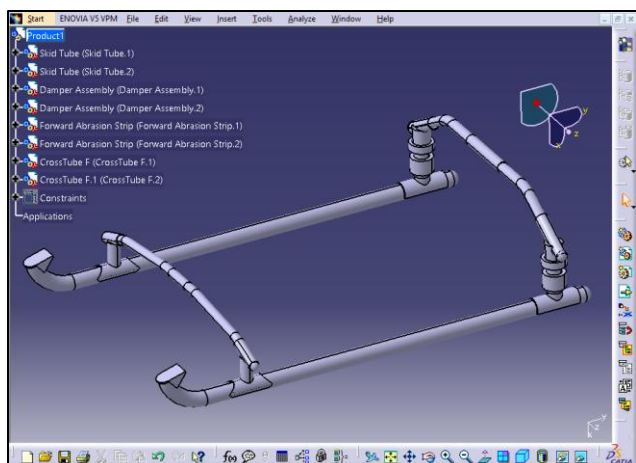 Start ENOVIA V5 VPM File Edit View Insert Tools Analyze Window Help
Product1
Skid Tube (Skid Tube.1)
Skid Tube (Skid Tube.2)
Damper Assembly (Damper Assembly.1)
Damper Assembly (Damper Assembly.2)
Forward Abrasion Strip (Forward Abrasion Strip.1)
Forward Abrasion Strip (Forward Abrasion Strip.2)
CrossTube F (CrossTube F.1)
CrossTube F.1 (CrossTube F.2)
Constraints
Applications
y
x
z
f(x)
CATIA